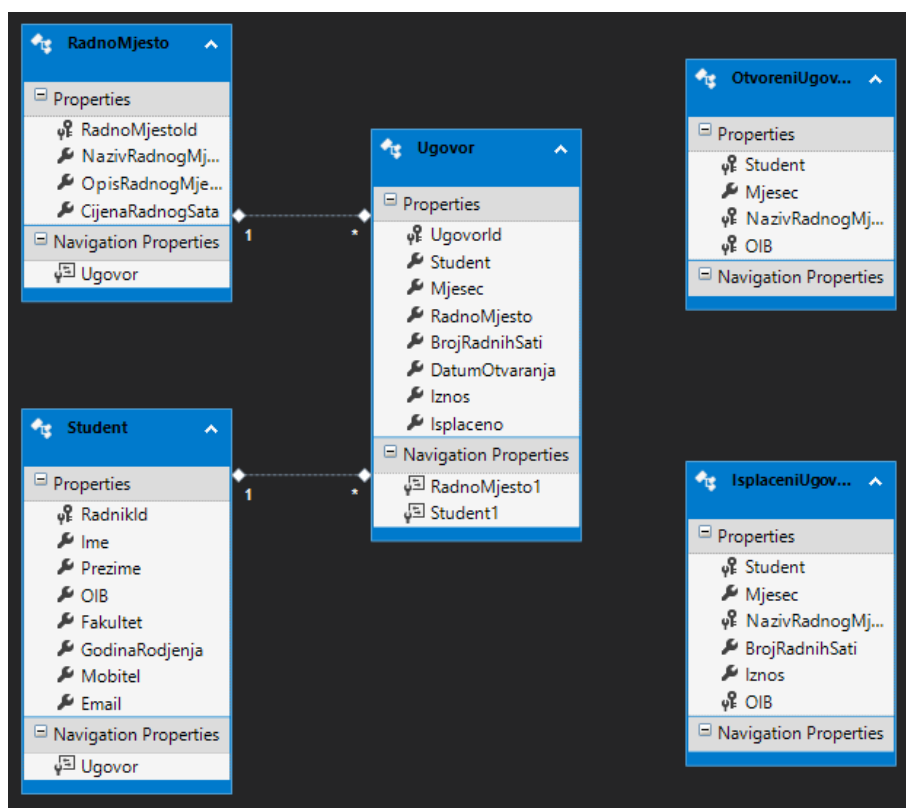 RadnoMjesto
Properties
RadnoMjestoId
NazivRadnogMj...
OpisRadnogMje...
CijenaRadnogSata
Navigation Properties
Ugovor
1
*
Ugovor
Properties
UgovorId
Student
Mjesec
RadnoMjesto
BrojRadnihSati
DatumOtvaranja
Iznos
Isplaceno
Navigation Properties
RadnoMjesto1
Student1
Student
Properties
RadnikId
Ime
Prezime
OIB
Fakultet
GodinaRodjenja
Mobitel
Email
Navigation Properties
Ugovor
1
*
OtvoreniUgov...
Properties
Student
Mjesec
NazivRadnogMj...
OIB
Navigation Properties
IsplaceniUgov...
Properties
Student
Mjesec
NazivRadnogMj...
BrojRadnihSati
Iznos
OIB
Navigation Properties